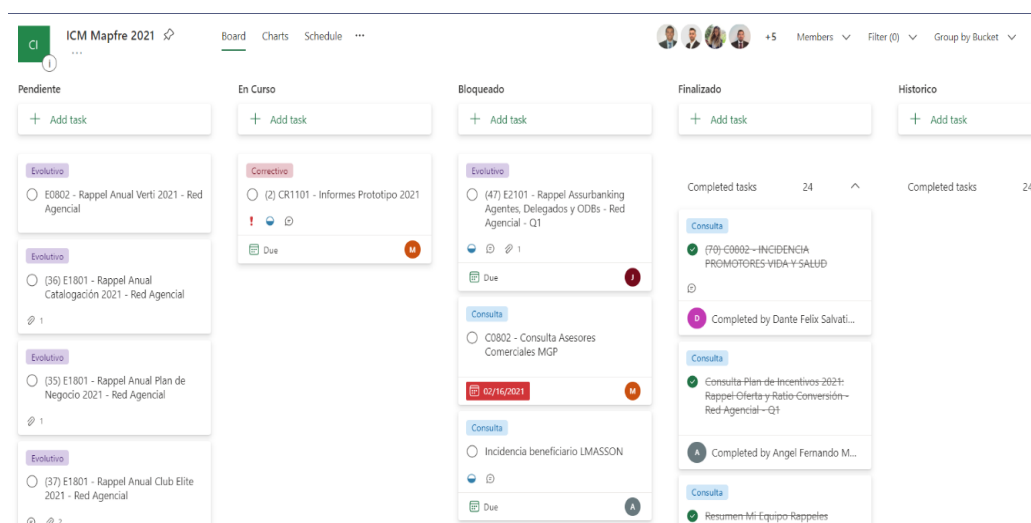 CI
ICM Mapfre 2021
Board Charts Schedule ...
+5 Members Filter (0) Group by Bucket
...
Pendiente
+ Add task
Evolutivo
E0802 - Rappel Anual Verti 2021 - Red
Agencial
Evolutivo
(36) E1801 - Rappel Anual
Catalogación 2021 - Red Agencial
1
Evolutivo
(35) E1801 - Rappel Anual Plan de
Negocio 2021 - Red Agencial
1
Evolutivo
(37) E1801 - Rappel Anual Club Elite
2021 - Red Agencial
2
En Curso
+ Add task
Correctivo
(2) CR1101 - Informes Prototipo 2021
!
Due
M
Bloqueado
+ Add task
Evolutivo
(47) E2101 - Rappel Assurbanking
Agentes, Delegados y ODBs - Red
Agencial - Q1
1
Due
J
Consulta
C0802 - Consulta Asesores
Comerciales MGP
02/16/2021
M
Consulta
Incidencia beneficiario LMASSON
Due
A
Finalizado
+ Add task
Completed tasks 24
Consulta
(70) C0802 - INCIDENCIA
PROMOTORES VIDA Y SALUD
D Completed by Dante Felix Salvati...
Consulta
Consulta Plan de Incentivos 2021:
Rappel Oferta y Ratio Conversión -
Red Agencial - Q1
A Completed by Angel Fernando M...
Consulta
Resumen Mi Equipo Rappeles
Historico
+ Add task
Completed tasks 24